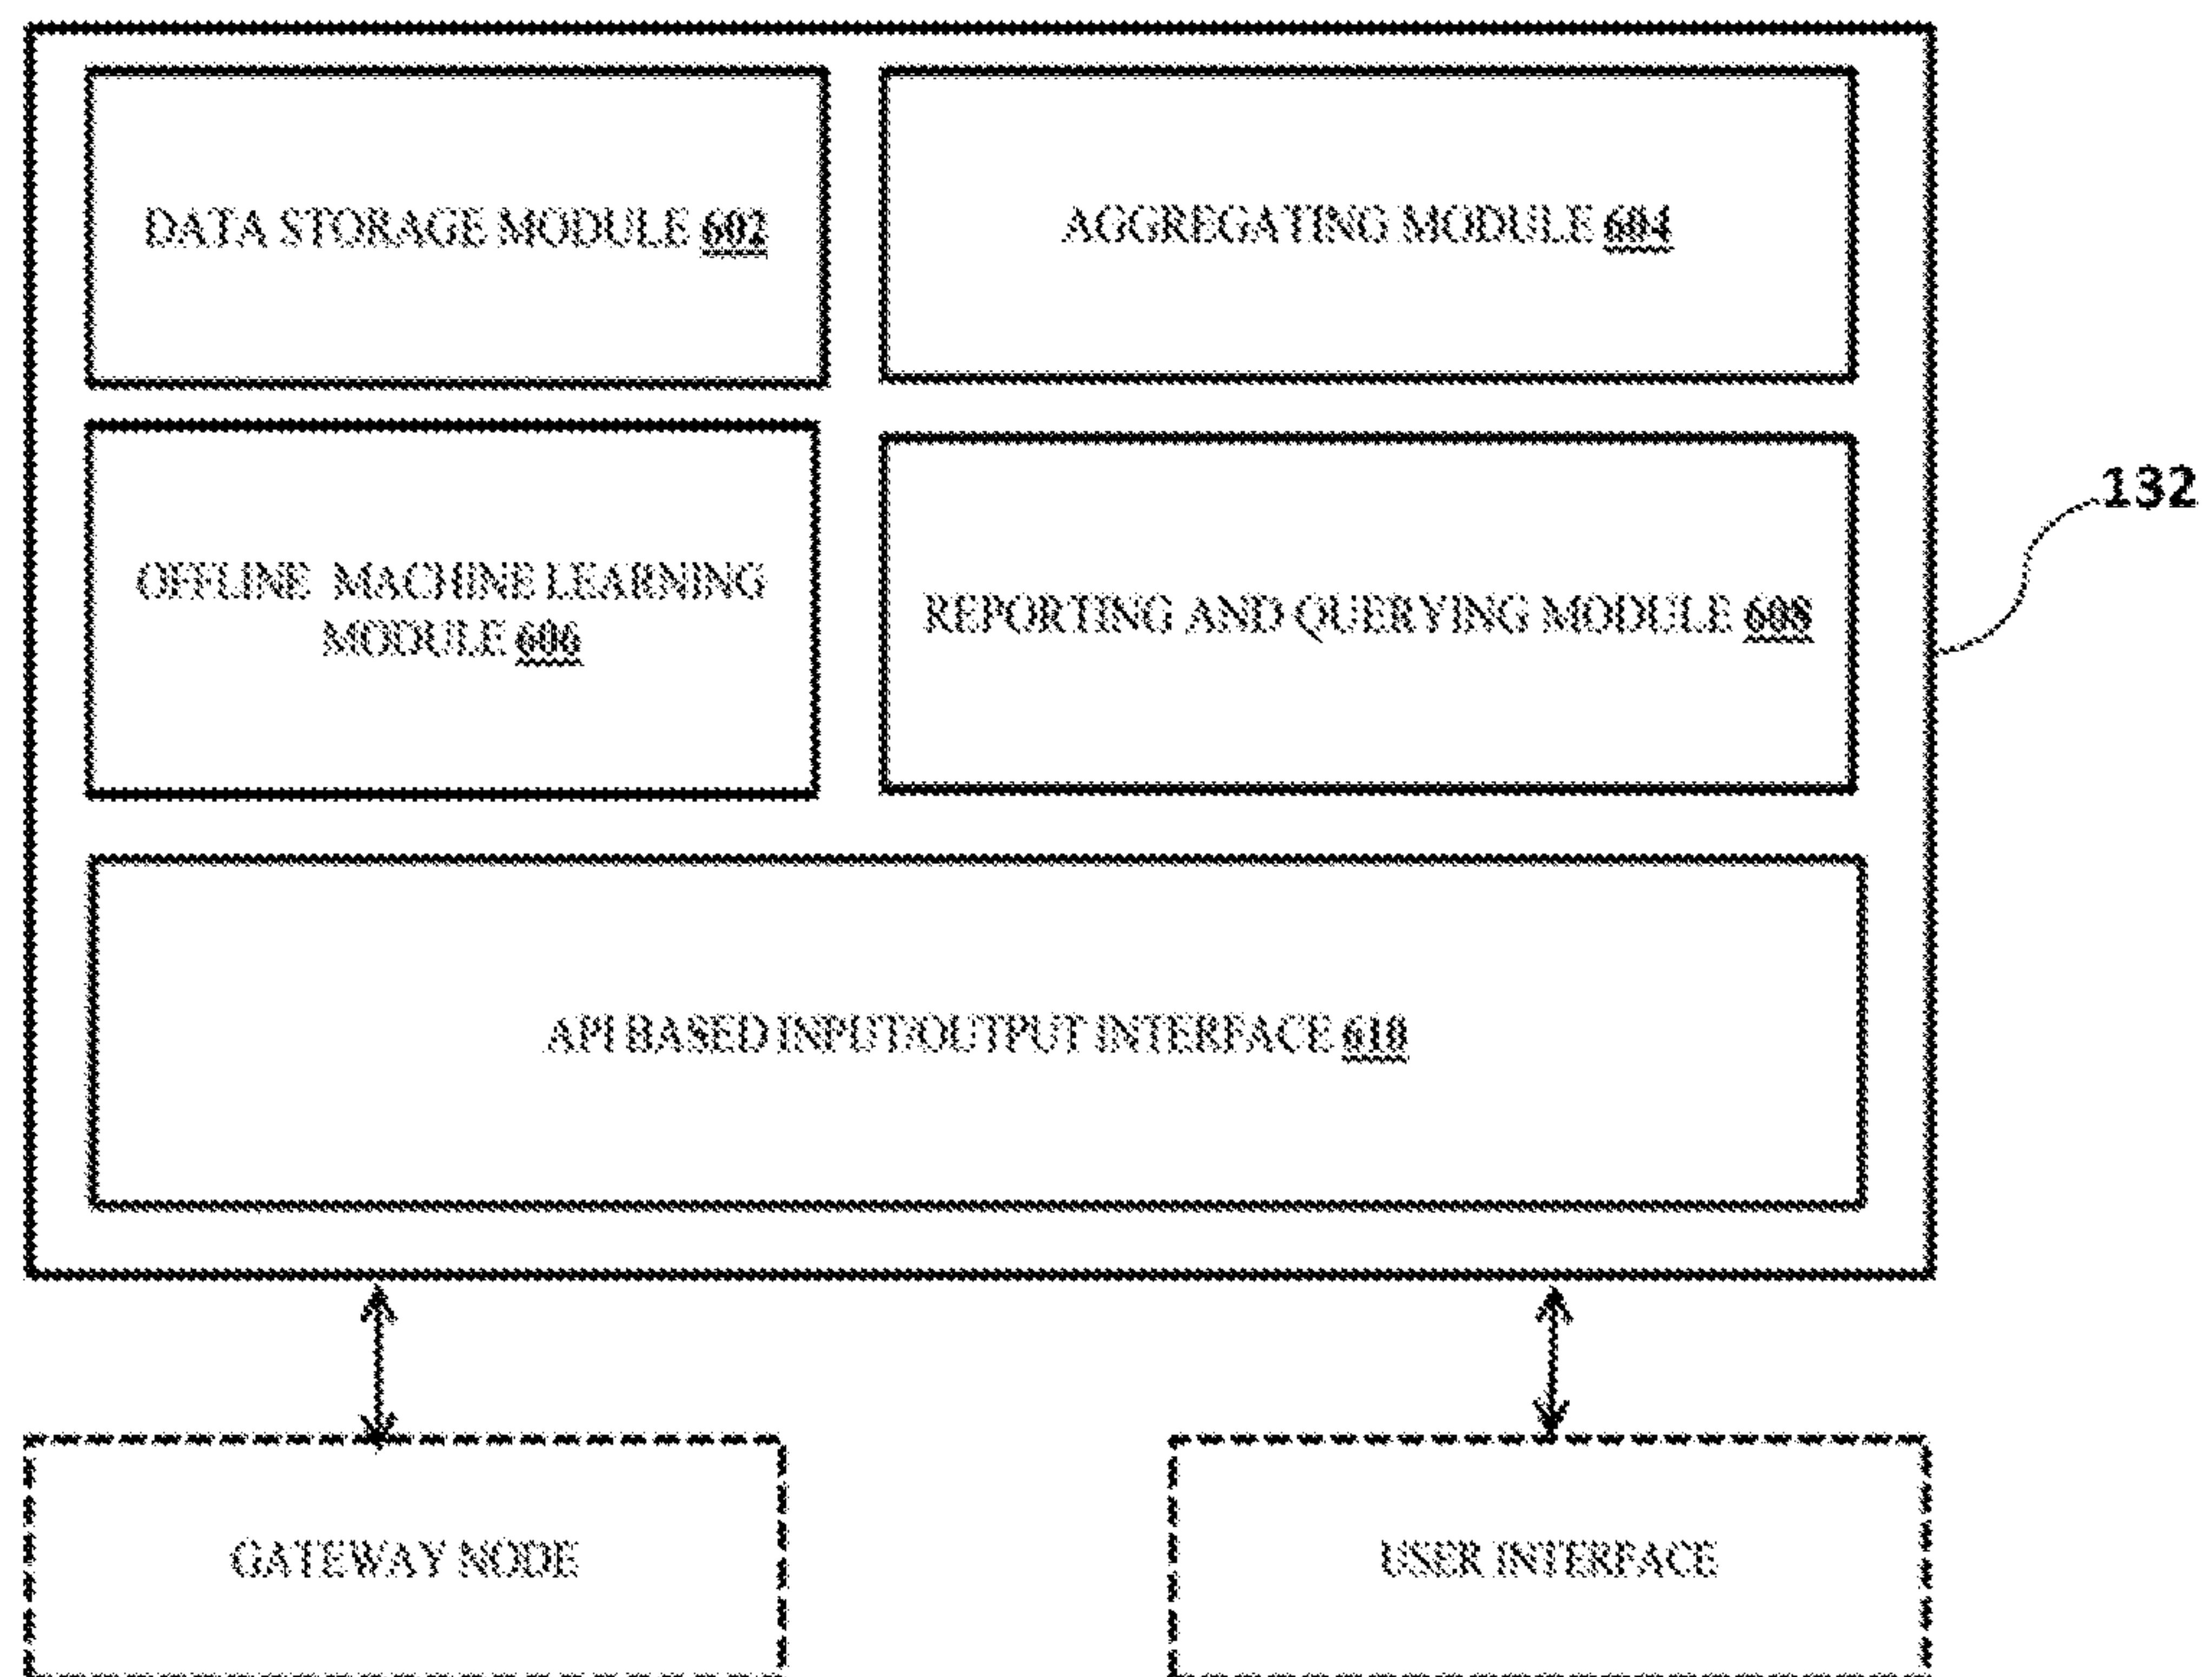 DATA STORAGE MODULE 602
AGGREGATING MODULE 604
OFFLINE MACHINE LEARNING
MODULE 606
REPORTING AND QUERYING MODULE 608
132
API BASED INPUT/OUTPUT INTERFACE 610
GATEWAY NODE
USER INTERFACE